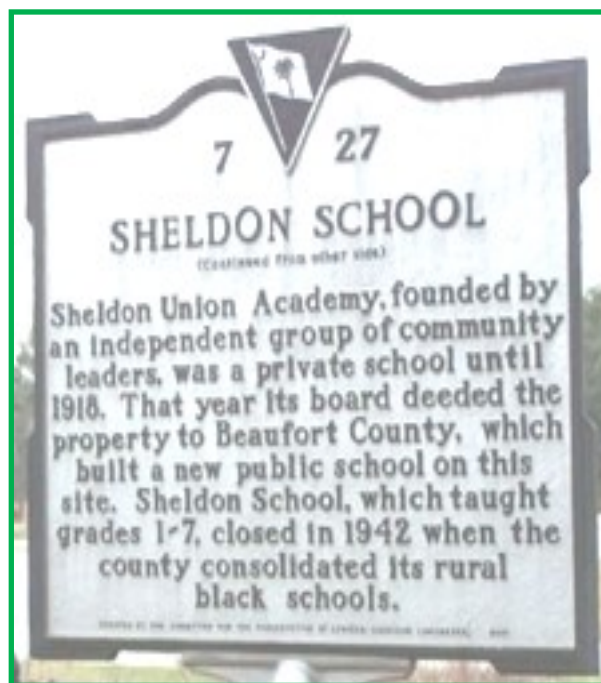 7 27
SHELDON SCHOOL
(Continued from other side)
Sheldon Union Academy, founded by
an independent group of community
leaders, was a private school until
1918. That year its board deeded the
property to Beaufort County, which
built a new public school on this
site. Sheldon School, which taught
grades 1-7, closed in 1942 when the
county consolidated its rural
black schools.